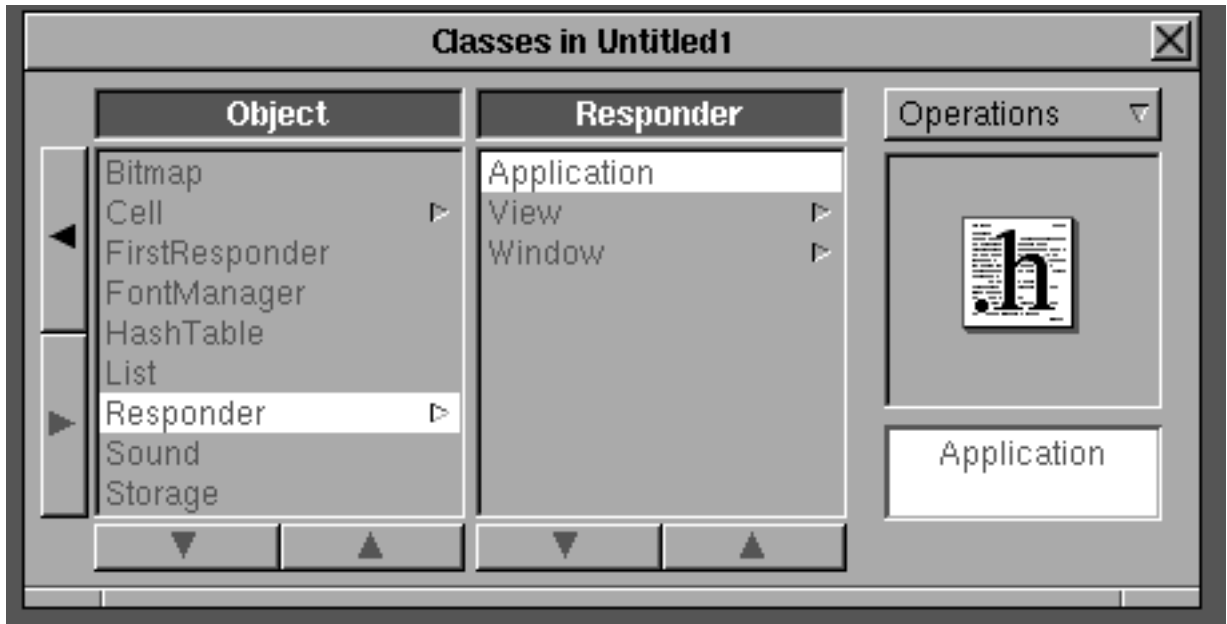 Classes in Untitled1
Object
Bitmap
Cell
FirstResponder
FontManager
HashTable
List
Responder
Sound
Storage
Responder
Application
View
Window
Operations
.h
Application